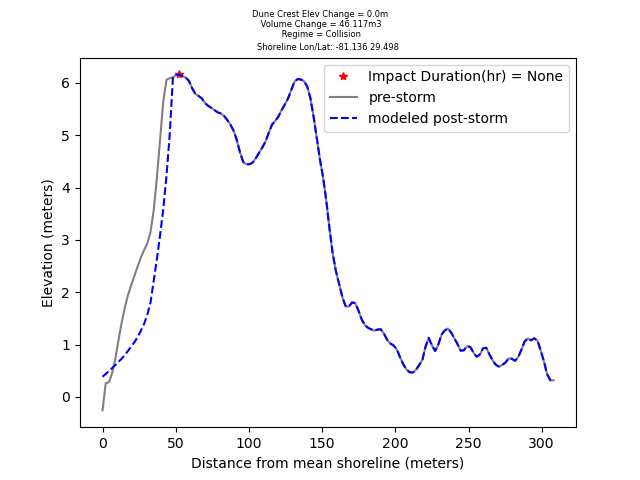 Dune Crest Elev Change = 0.0m
Volume Change = 46.117m3
Regime = Collision
Shoreline Lon/Lat: -81.136 29.498
Impact Duration(hr) = None
pre-storm
modeled post-storm
6
5
4
3
2
1
0
Elevation (meters)
0 50 100 150 200 250 300
Distance from mean shoreline (meters)